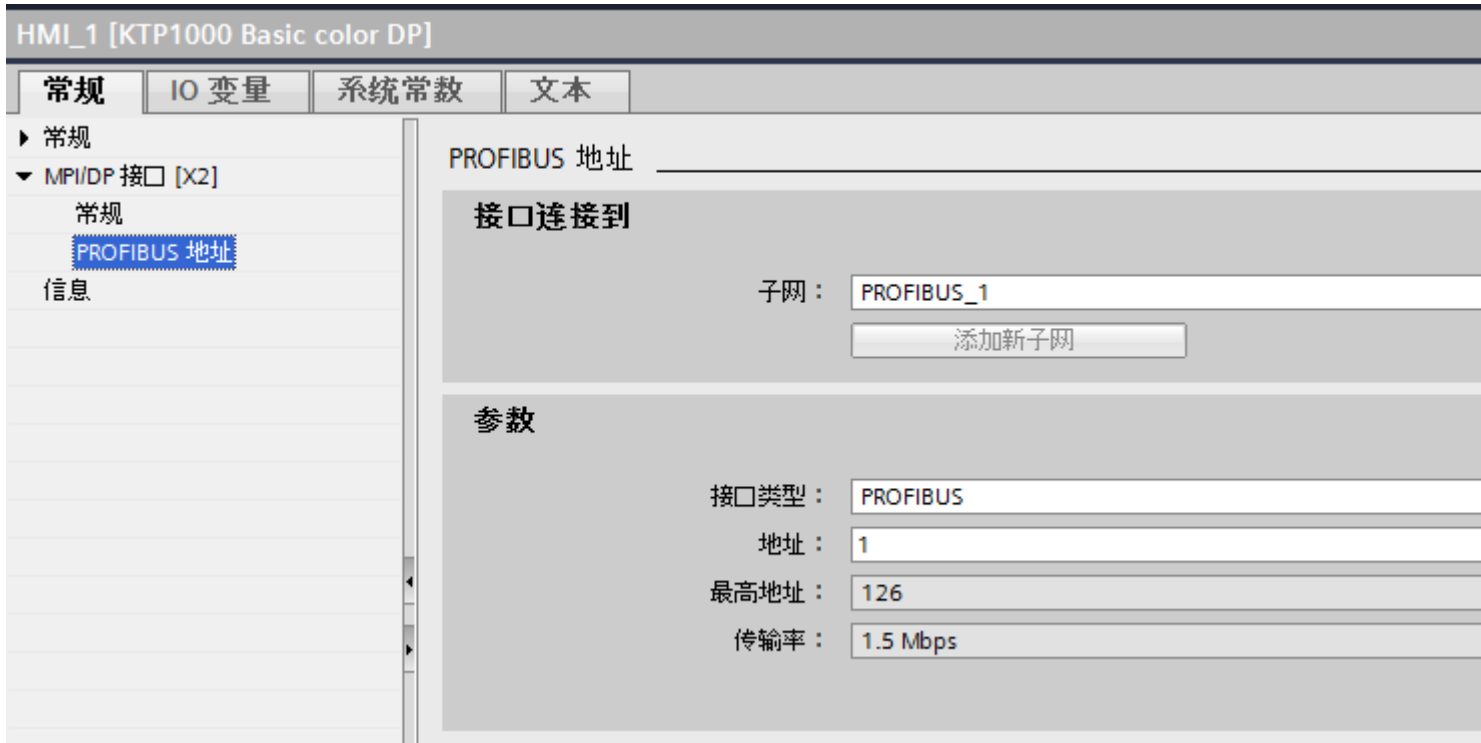 HMI_1 [KTP1000 Basic color DP]
常规 IO 变量 系统常数 文本
常规
MPI/DP 接口 [X2]
常规
PROFIBUS 地址
信息
PROFIBUS 地址
接口连接到
子网： PROFIBUS_1
添加新子网
参数
接口类型： PROFIBUS
地址： 1
最高地址： 126
传输率： 1.5 Mbps